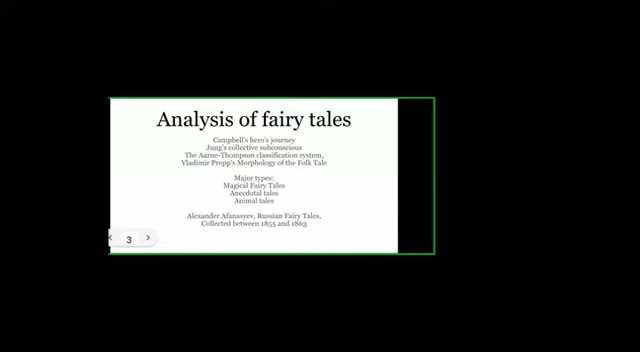 Analysis of fairy tales
Campbell's hero's journey
Jung's collective subconscious
The Aarne-Thompson classification system,
Vladimir Propp's Morphology of the Folk Tale
Major types:
Magical Fairy Tales
Anecdotal tales
Animal tales
Alexander Afanasyev, Russian Fairy Tales,
Collected between 1855 and 1863
3